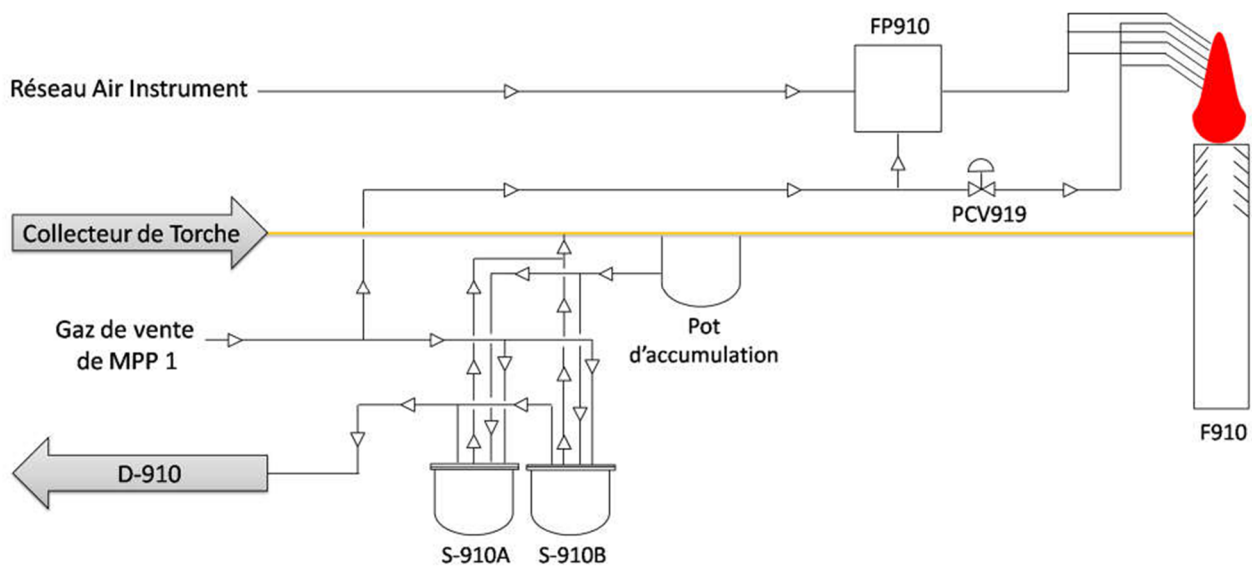 FP910
Réseau Air Instrument
PCV919
Collecteur de Torche
Gaz de vente
de MPP 1
Pot
d'accumulation
F910
D-910
S-910A
S-910B